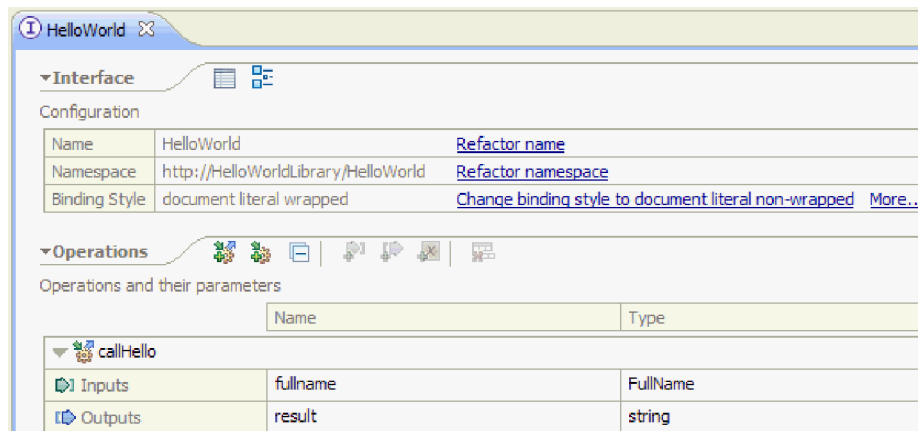 HelloWorld
Interface
Configuration
Name HelloWorld Refactor name
Namespace http://HelloWorldLibrary/HelloWorld Refactor namespace
Binding Style document literal wrapped Change binding style to document literal non-wrapped More..
Operations
Operations and their parameters
Name Type
callHello
Inputs fullname FullName
Outputs result string